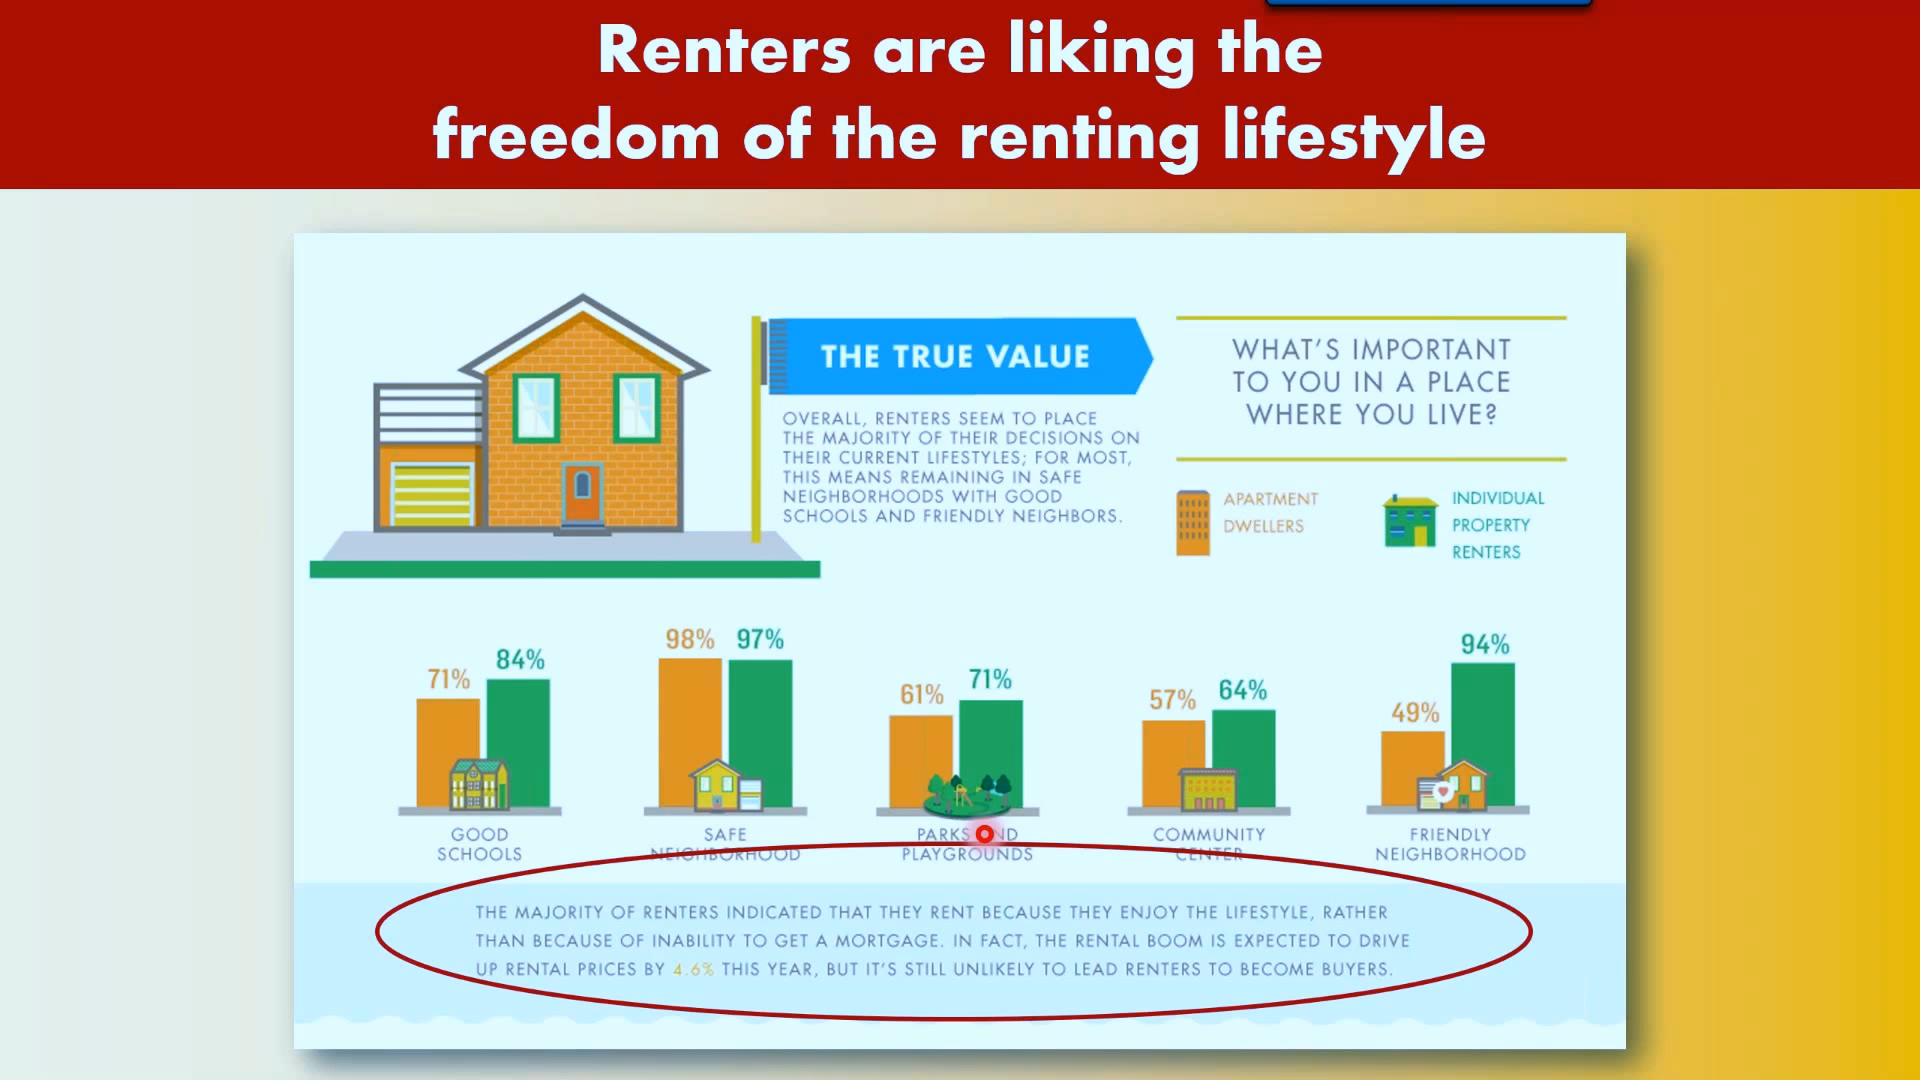 Renters are liking the
freedom of the renting lifestyle
THE TRUE VALUE
OVERALL, RENTERS SEEM TO PLACE
THE MAJORITY OF THEIR DECISIONS ON
THEIR CURRENT LIFESTYLES; FOR MOST,
THIS MEANS REMAINING IN SAFE
NEIGHBORHOODS WITH GOOD
SCHOOLS AND FRIENDLY NEIGHBORS.
WHAT'S IMPORTANT
TO YOU IN A PLACE
WHERE YOU LIVE?
APARTMENT
DWELLERS
INDIVIDUAL
PROPERTY
RENTERS
71% 84%
GOOD
SCHOOLS
98% 97%
SAFE
NEIGHBORHOOD
61% 71%
PARKS AND
PLAYGROUNDS
57% 64%
COMMUNITY
CENTER
49% 94%
FRIENDLY
NEIGHBORHOOD
THE MAJORITY OF RENTERS INDICATED THAT THEY RENT BECAUSE THEY ENJOY THE LIFESTYLE, RATHER
THAN BECAUSE OF INABILITY TO GET A MORTGAGE. IN FACT, THE RENTAL BOOM IS EXPECTED TO DRIVE
UP RENTAL PRICES BY 4.6% THIS YEAR, BUT IT'S STILL UNLIKELY TO LEAD RENTERS TO BECOME BUYERS.